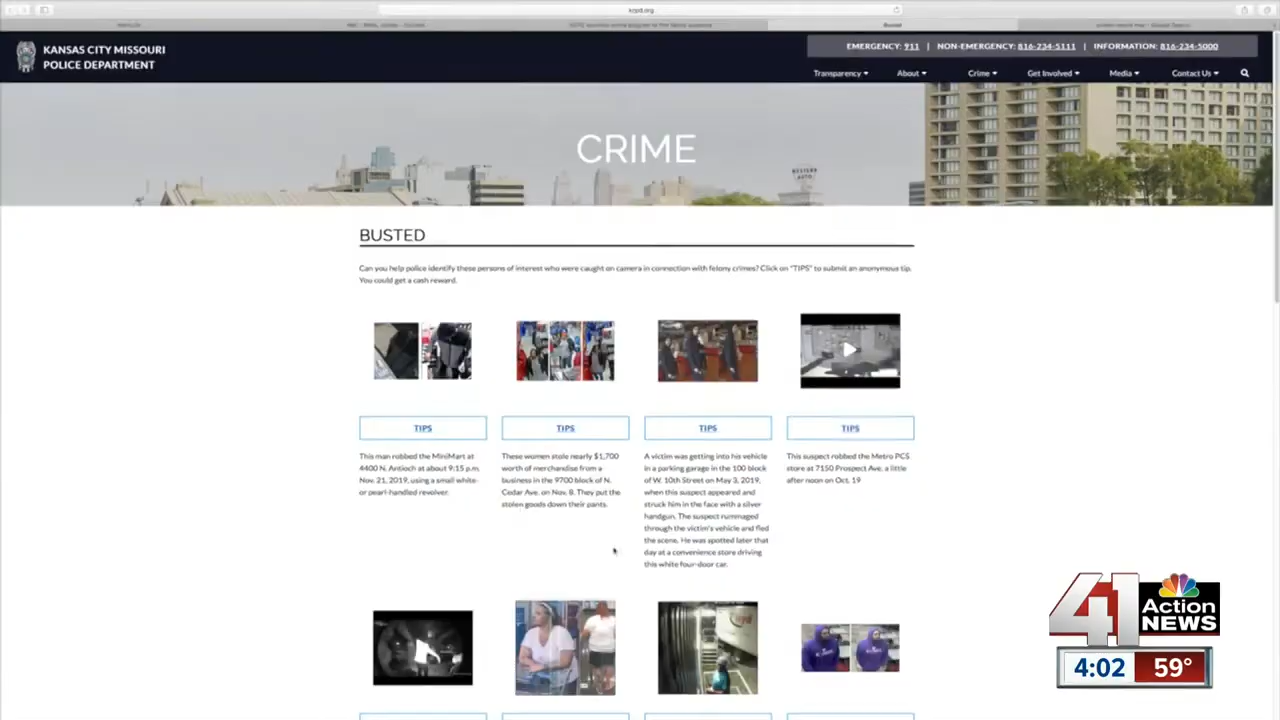 kcpd.org
Busted
KANSAS CITY MISSOURI
POLICE DEPARTMENT
EMERGENCY: 911 | NON-EMERGENCY: 816-234-5111 | INFORMATION: 816-234-5000
Transparency About Crime Get Involved Media Contact Us
CRIME
WESTERN AUTO
BUSTED
Can you help police identify these persons of interest who were caught on camera in connection with felony crimes? Click on "TIPS" to submit an anonymous tip.
You could get a cash reward.
TIPS TIPS TIPS TIPS
This man robbed the MiniMart at
4400 N. Antioch at about 9:15 p.m.
Nov. 21, 2019, using a small white-
or pearl-handled revolver.
These women stole nearly $1,700
worth of merchandise from a
business in the 9700 block of N.
Cedar Ave. on Nov. 8. They put the
stolen goods down their pants.
A victim was getting into his vehicle
in a parking garage in the 100 block
of W. 10th Street on May 3, 2019,
when this suspect appeared and
struck him in the face with a silver
handgun. The suspect rummaged
through the victim's vehicle and fled
the scene. He was spotted later that
day at a convenience store driving
this white four-door car.
This suspect robbed the Metro PCS
store at 7150 Prospect Ave. a little
after noon on Oct. 19
41 Action
NEWS
4:02 59°